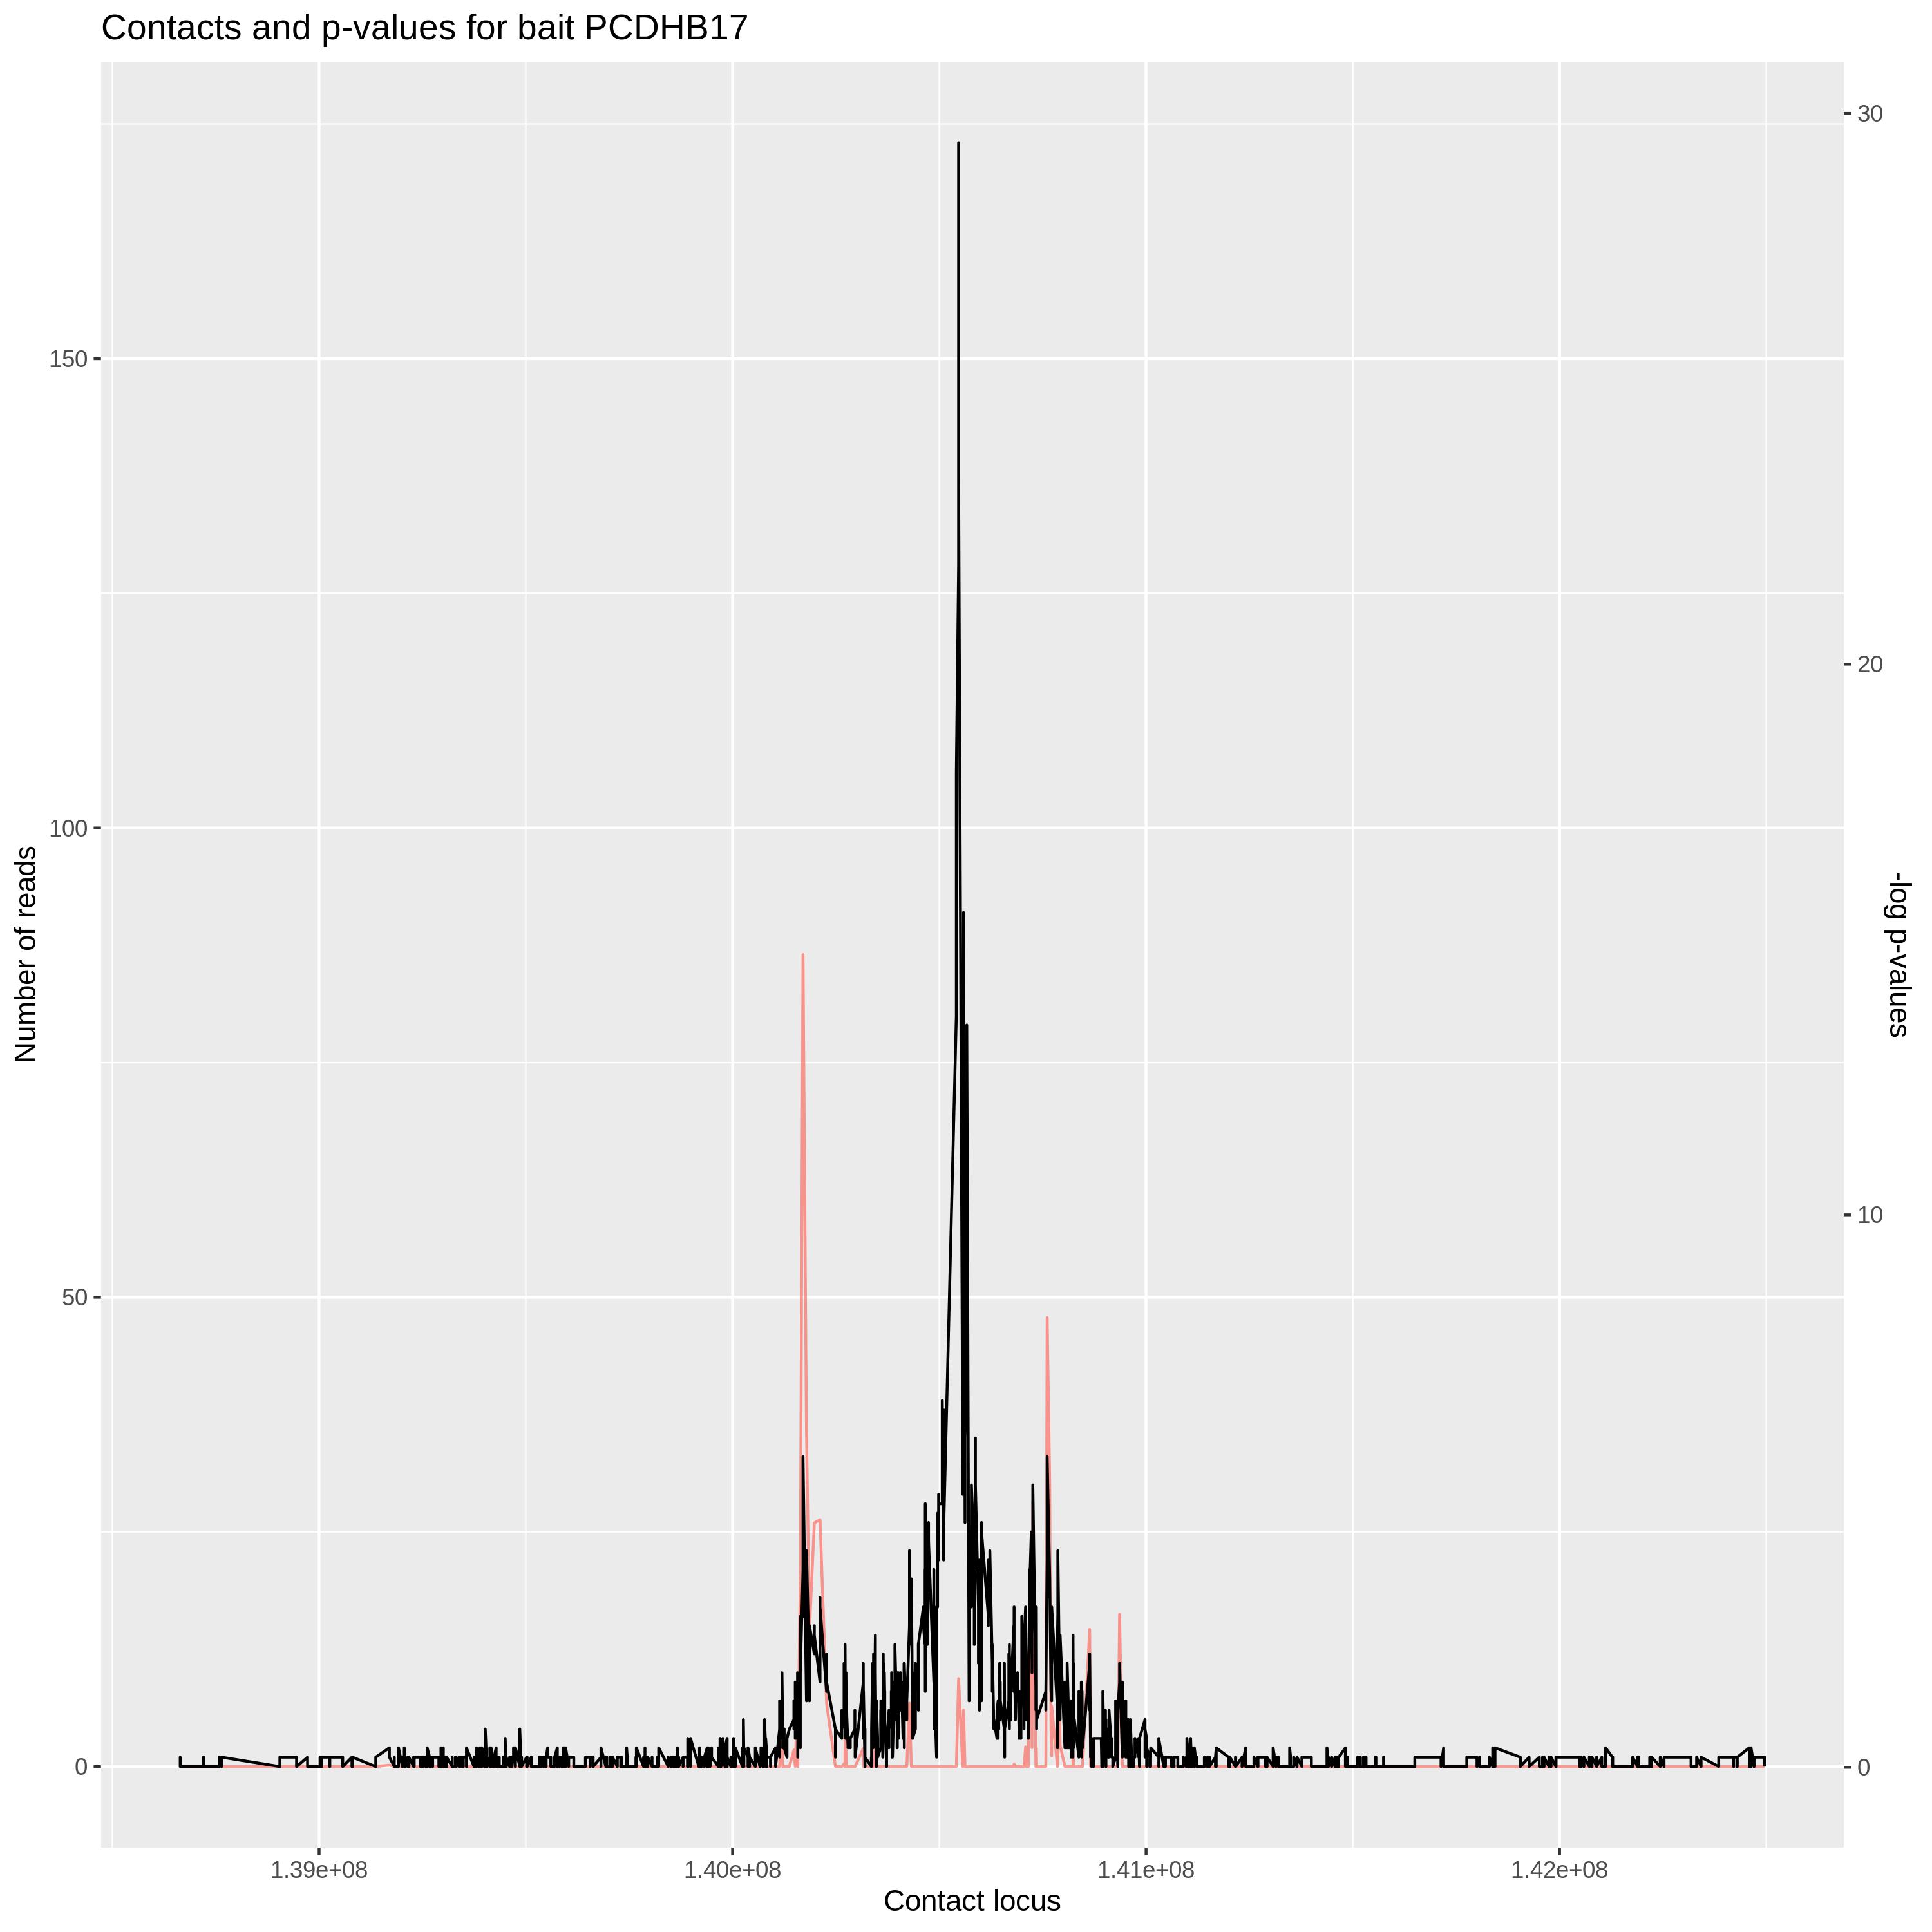 Contacts and p-values for bait PCDHB17
Number of reads
150
100
50
0
30
20
10
0
-log p-values
1.39e+08
1.40e+08
1.41e+08
1.42e+08
Contact locus